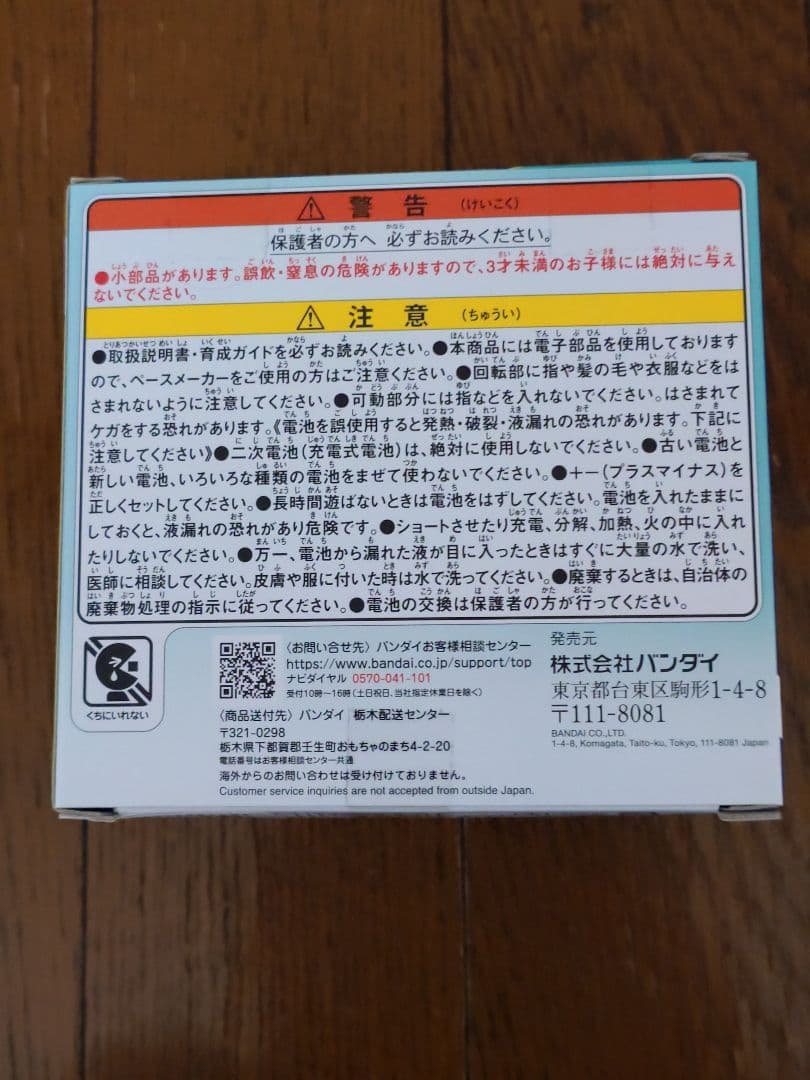 警告 (けいこく)
保護者の方へ 必ずお読みください。
●小部品があります。誤飲・窒息の危険がありますので、3才未満のお子様には絶対に与え
ないでください。
注意 (ちゅうい)
●取扱説明書・育成ガイドを必ずお読みください。●本商品には電子部品を使用しております
ので、ペースメーカーをご使用の方はご注意ください。●回転部に指や髪の毛や衣服などをは
さまれないように注意してください。●可動部分には指などを入れないでください。はさまれて
ケガをする恐れがあります。《電池を誤使用すると発熱・破裂・液漏れの恐れがあります。下記に
注意してください》●二次電池(充電式電池)は、絶対に使用しないでください。●古い電池と
新しい電池、いろいろな種類の電池をまぜて使わないでください。●+−(プラスマイナス)を
正しくセットしてください。●長時間遊ばないときは電池をはずしてください。電池を入れたままに
しておくと、液漏れの恐れがあり危険です。●ショートさせたり充電、分解、加熱、火の中に入れ
たりしないでください。●万一、電池から漏れた液が目に入ったときはすぐに大量の水で洗い、
医師に相談してください。皮膚や服に付いた時は水で洗ってください。●廃棄するときは、自治体の
廃棄物処理の指示に従ってください。●電池の交換は保護者の方が行ってください。
くちにいれない
〈お問い合せ先〉バンダイお客様相談センター
https://www.bandai.co.jp/support/top
ナビダイヤル 0570-041-101
受付10時〜16時(土日祝日、当社指定休業日を除く)
〈商品送付先〉バンダイ 栃木配送センター
〒321-0298
栃木県下都賀郡壬生町おもちゃのまち4-2-20
電話番号はお客様相談センター共通
海外からのお問い合わせは受け付けておりません。
Customer service inquiries are not accepted from outside Japan.
発売元
株式会社バンダイ
東京都台東区駒形1-4-8
〒111-8081
BANDAI CO.,LTD.
1-4-8, Komagata, Taito-ku, Tokyo, 111-8081 Japan